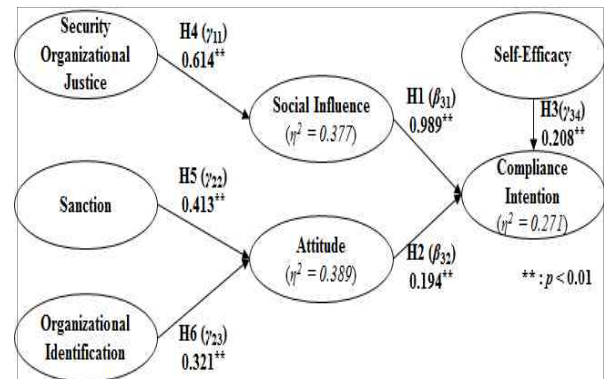 Security
Organizational
Justice
H4 (γ11)
0.614**
Self-Efficacy
Social Influence
(η² = 0.377)
H1 (β31)
0.989**
H3(γ34)
0.208**
Sanction
H5 (γ22)
0.413**
Compliance
Intention
(η² = 0.271)
Attitude
(η² = 0.389)
H2 (β32)
0.194**
** : p < 0.01
Organizational
Identification
H6 (γ23)
0.321**